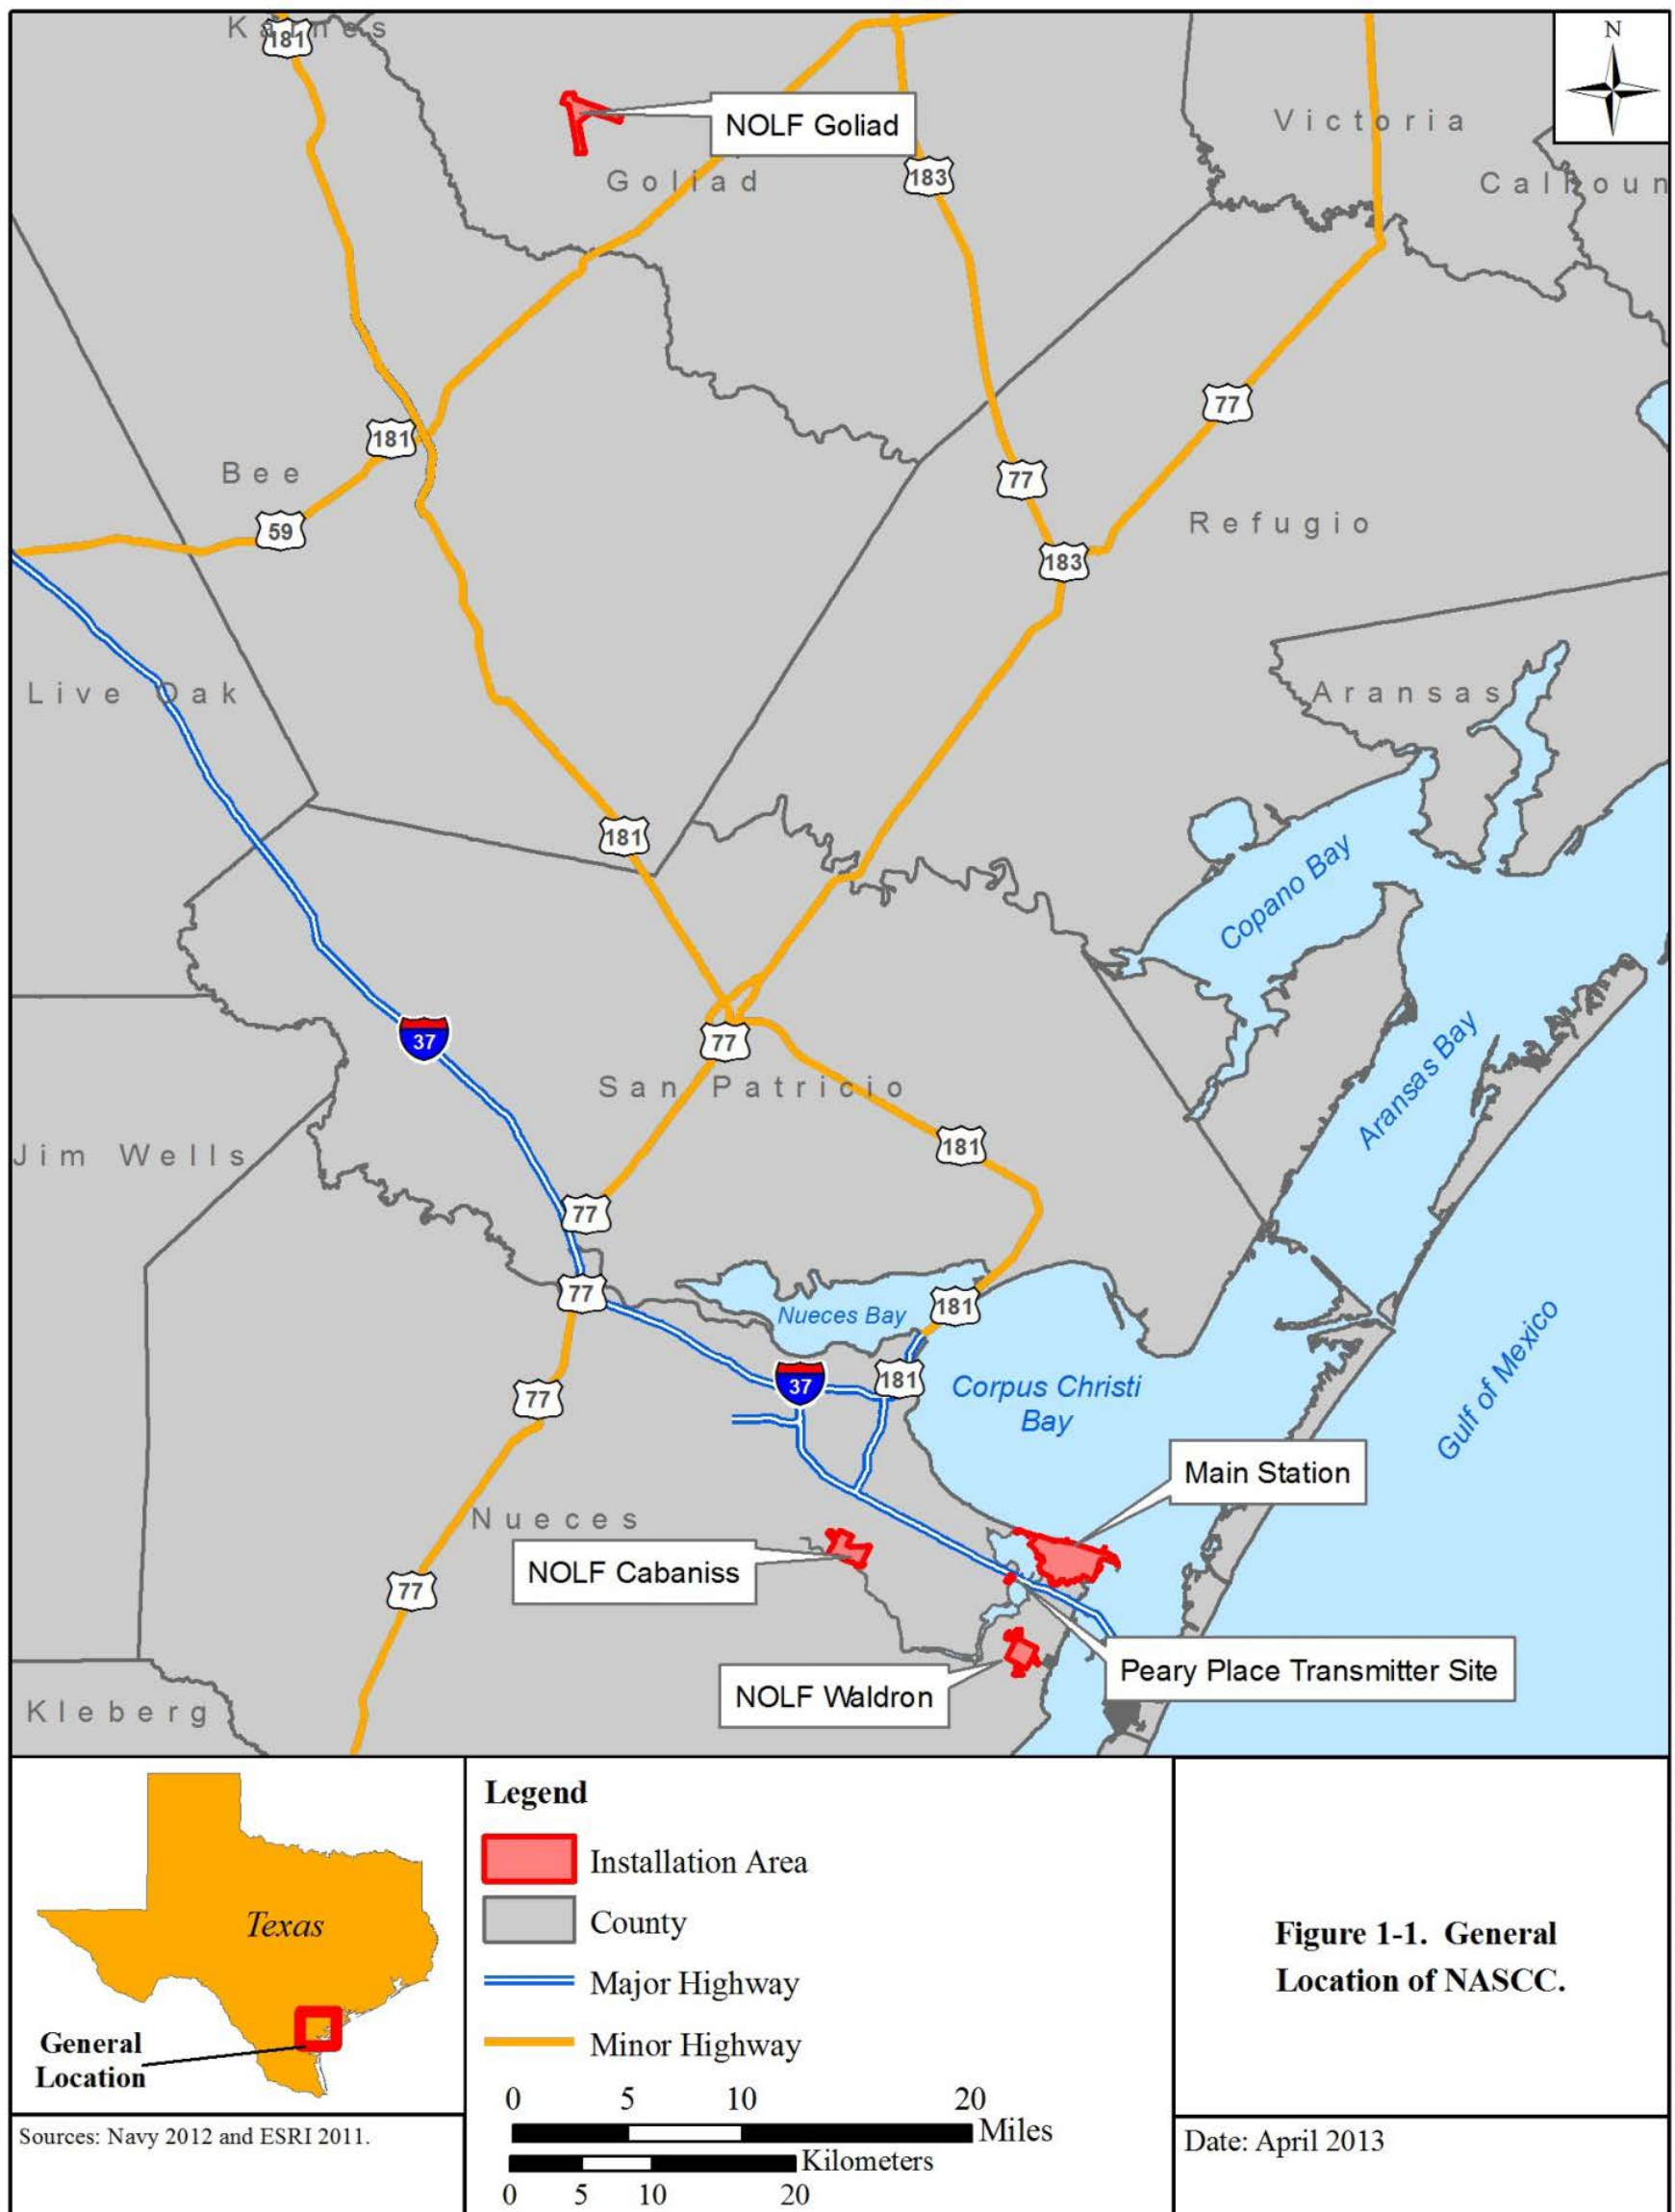 Karnes
181
N
NOLF Goliad
Victoria
Goliad
183
Calhoun
77
181
Bee
77
59
Refugio
183
Live Oak
Aransas
181
Copano Bay
37
77
Aransas Bay
San Patricio
181
Jim Wells
77
77
Nueces Bay
181
Gulf of Mexico
37
181
77
Corpus Christi
Bay
Main Station
Nueces
NOLF Cabaniss
77
Peary Place Transmitter Site
NOLF Waldron
Kleberg
Texas
General
Location
Sources: Navy 2012 and ESRI 2011.
Legend
Installation Area
County
Major Highway
Minor Highway
0 5 10 20
Miles
Kilometers
0 5 10 20
Figure 1-1. General
Location of NASCC.
Date: April 2013